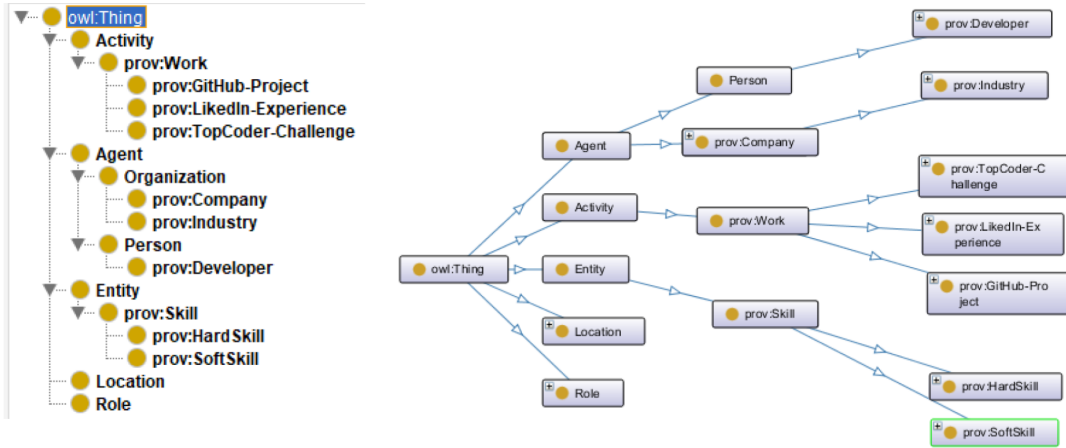 owl:Thing
Activity
prov:Work
prov:GitHub-Project
prov:LikedIn-Experience
prov:TopCoder-Challenge
Agent
Organization
prov:Company
prov:Industry
Person
prov:Developer
Entity
prov:Skill
prov:HardSkill
prov:SoftSkill
Location
Role
prov:Developer
Person
prov:Industry
prov:Company
Agent
prov:TopCoder-C
hallenge
Activity
prov:Work
prov:LikedIn-Ex
perience
owl:Thing
Entity
prov:GitHub-Pro
ject
prov:Skill
Location
prov:HardSkill
Role
prov:SoftSkill